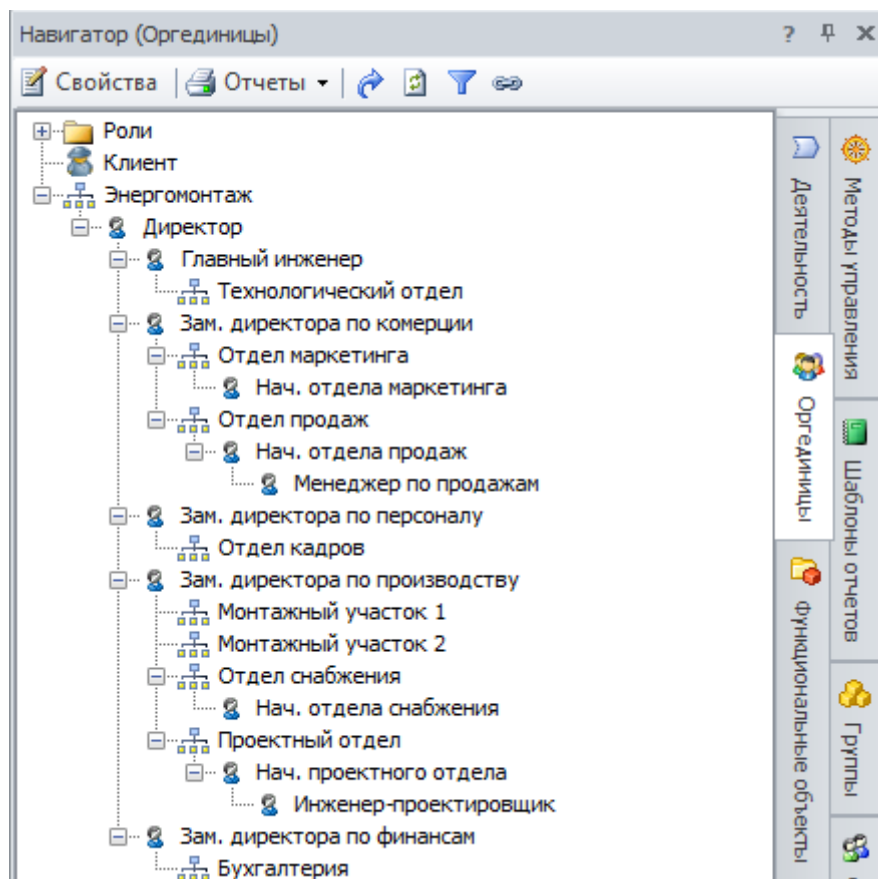 Навигатор (Оргединицы)
Свойства Отчеты
Роли
Клиент
Энергомонтаж
Директор
Главный инженер
Технологический отдел
Зам. директора по комерции
Отдел маркетинга
Нач. отдела маркетинга
Отдел продаж
Нач. отдела продаж
Менеджер по продажам
Зам. директора по персоналу
Отдел кадров
Зам. директора по производству
Монтажный участок 1
Монтажный участок 2
Отдел снабжения
Нач. отдела снабжения
Проектный отдел
Нач. проектного отдела
Инженер-проектировщик
Зам. директора по финансам
Бухгалтерия
Деятельность
Оргединицы
Функциональные объекты
Методы управления
Шаблоны отчетов
Группы